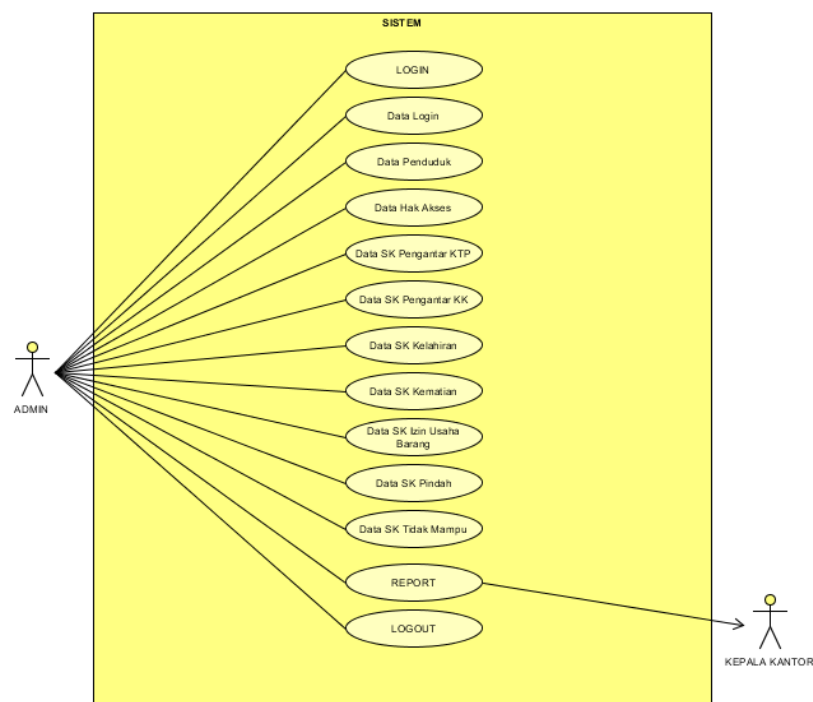 SISTEM
LOGIN
Data Login
Data Penduduk
Data Hak Akses
Data SK Pengantar KTP
Data SK Pengantar KK
Data SK Kelahiran
Data SK Kematian
Data SK Izin Usaha
Barang
Data SK Pindah
Data SK Tidak Mampu
REPORT
LOGOUT
ADMIN
KEPALA KANTOR